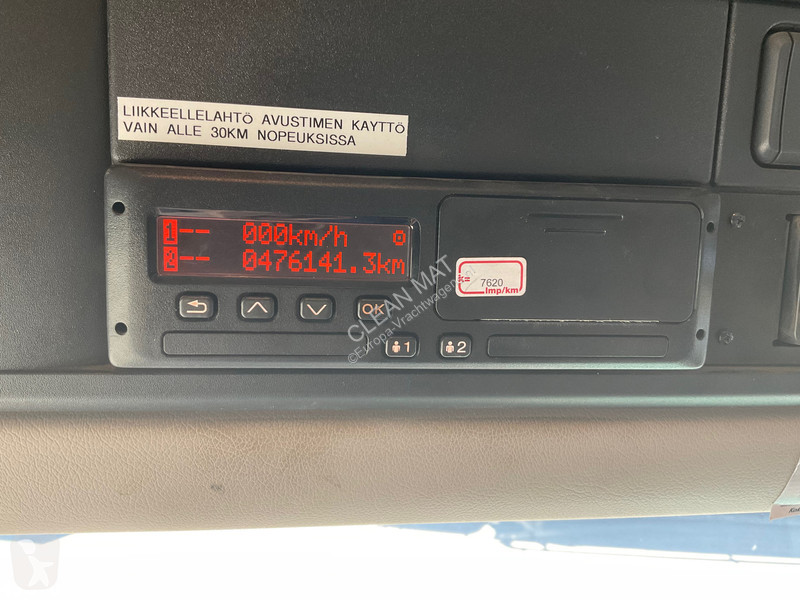 LIIKKEELLELAHTÖ AVUSTIMEN KAYTTÖ
VAIN ALLE 30KM NOPEUKSISSA
1-- 000km/h
2-- 0476141.3km
k=
7620
Imp/km
OK
1
2
CLEAN MAT
©Europa-Vrachtwagens